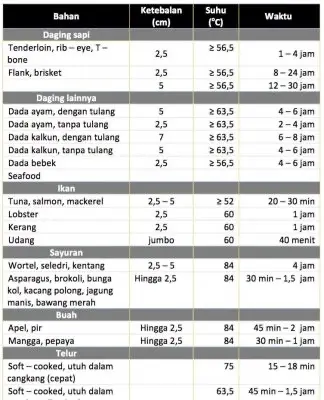 Bahan Ketebalan (cm) Suhu (°C) Waktu
Daging sapi
Tenderloin, rib – eye, T – bone 2,5 ≥ 56,5 1 – 4 jam
Flank, brisket 2,5 ≥ 56,5 8 – 24 jam
5 ≥ 56,5 12 – 30 jam
Daging lainnya
Dada ayam, dengan tulang 5 ≥ 63,5 4 – 6 jam
Dada ayam, tanpa tulang 2,5 ≥ 63,5 2 – 4 jam
Dada kalkun, dengan tulang 7 ≥ 63,5 6 – 8 jam
Dada kalkun, tanpa tulang 5 ≥ 63,5 4 – 6 jam
Dada bebek 2,5 ≥ 56,5 4 – 6 jam
Seafood
Ikan
Tuna, salmon, mackerel 2,5 – 5 ≥ 52 20 – 30 min
Lobster 2,5 60 1 jam
Kerang 2,5 60 1 jam
Udang jumbo 60 40 menit
Sayuran
Wortel, seledri, kentang 2,5 – 5 84 4 jam
Asparagus, brokoli, bunga Hingga 2,5 84 30 min – 1,5 jam
kol, kacang polong, jagung
manis, bawang merah
Buah
Apel, pir Hingga 2,5 84 45 min – 2 jam
Mangga, pepaya Hingga 2,5 84 30 min – 1 jam
Telur
Soft – cooked, utuh dalam 75 15 – 18 min
cangkang (cepat)
Soft – cooked, utuh dalam 63,5 45 min – 1,5 jam